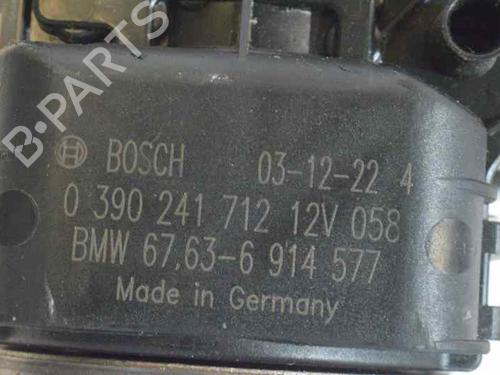 B-Parts
BOSCH 03-12-22 4
0 390 241 712 12V 058
BMW 67.63-6 914 577
Made in Germany